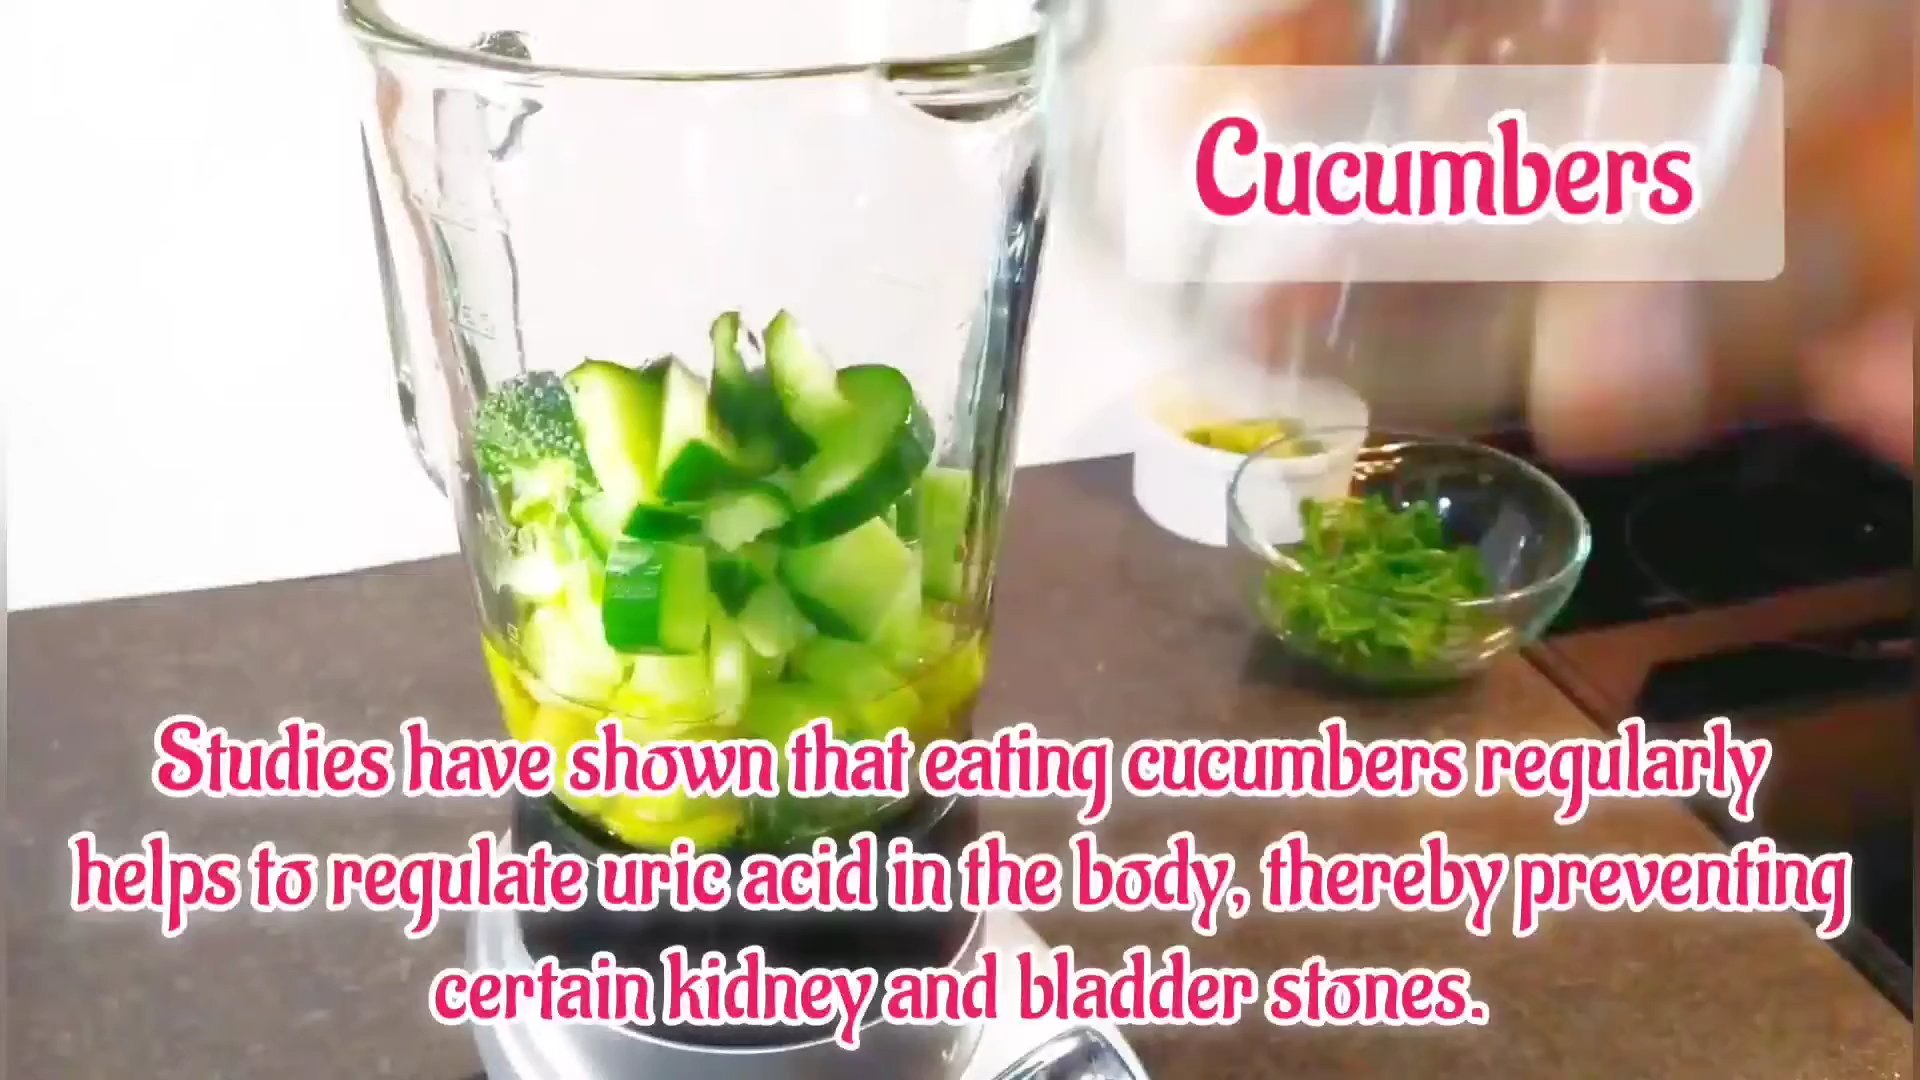 Cucumbers
Studies have shown that eating cucumbers regularly
helps to regulate uric acid in the body, thereby preventing
certain kidney and bladder stones.